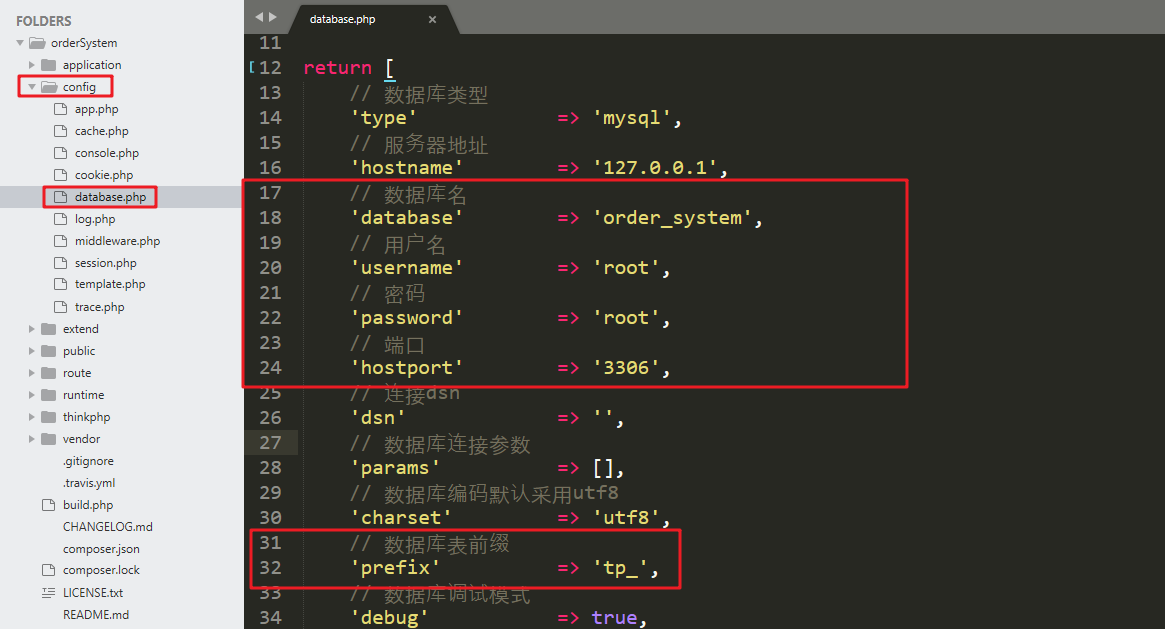 FOLDERS
orderSystem
application
config
app.php
cache.php
console.php
cookie.php
database.php
log.php
middleware.php
session.php
template.php
trace.php
extend
public
route
runtime
thinkphp
vendor
.gitignore
.travis.yml
build.php
CHANGELOG.md
composer.json
composer.lock
LICENSE.txt
README.md
database.php ×
11
12 return [
13 // 数据库类型
14 'type' => 'mysql',
15 // 服务器地址
16 'hostname' => '127.0.0.1',
17 // 数据库名
18 'database' => 'order_system',
19 // 用户名
20 'username' => 'root',
21 // 密码
22 'password' => 'root',
23 // 端口
24 'hostport' => '3306',
25 // 连接dsn
26 'dsn' => '',
27 // 数据库连接参数
28 'params' => [],
29 // 数据库编码默认采用utf8
30 'charset' => 'utf8',
31 // 数据库表前缀
32 'prefix' => 'tp_',
33 // 数据库调试模式
34 'debug' => true,